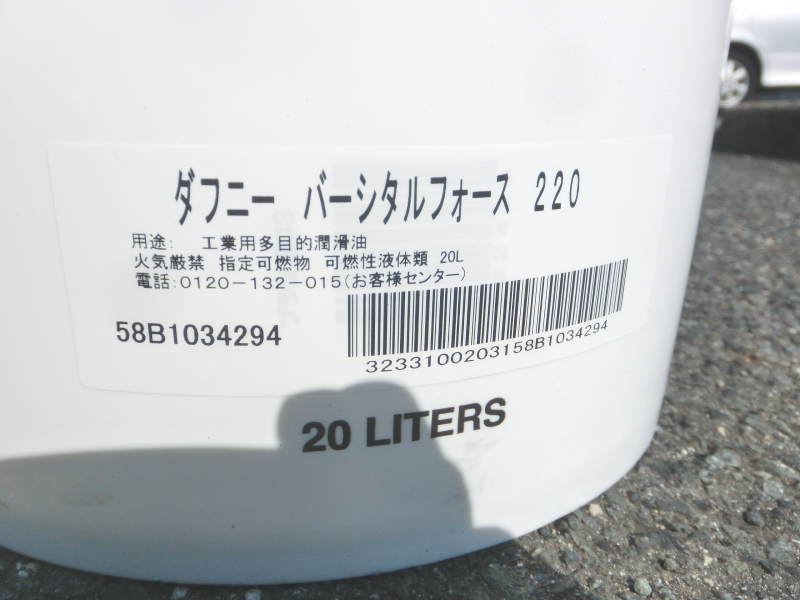 ダフニー バーシタルフォース 220
用途： 工業用多目的潤滑油
火気厳禁 指定可燃物 可燃性液体類 20L
電話：0120－132－015（お客様センター）
58B1034294
3233100203158B1034294
20 LITERS